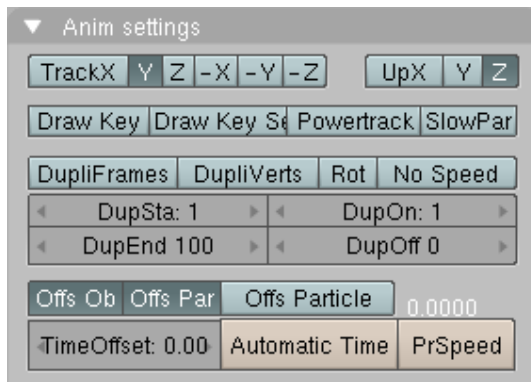 Anim settings
TrackX Y Z -X -Y -Z UpX Y Z
Draw Key Draw Key Se Powertrack SlowPar
DupliFrames DupliVerts Rot No Speed
DupSta: 1 DupOn: 1
DupEnd 100 DupOff 0
Offs Ob Offs Par Offs Particle 0.0000
TimeOffset: 0.00 Automatic Time PrSpeed